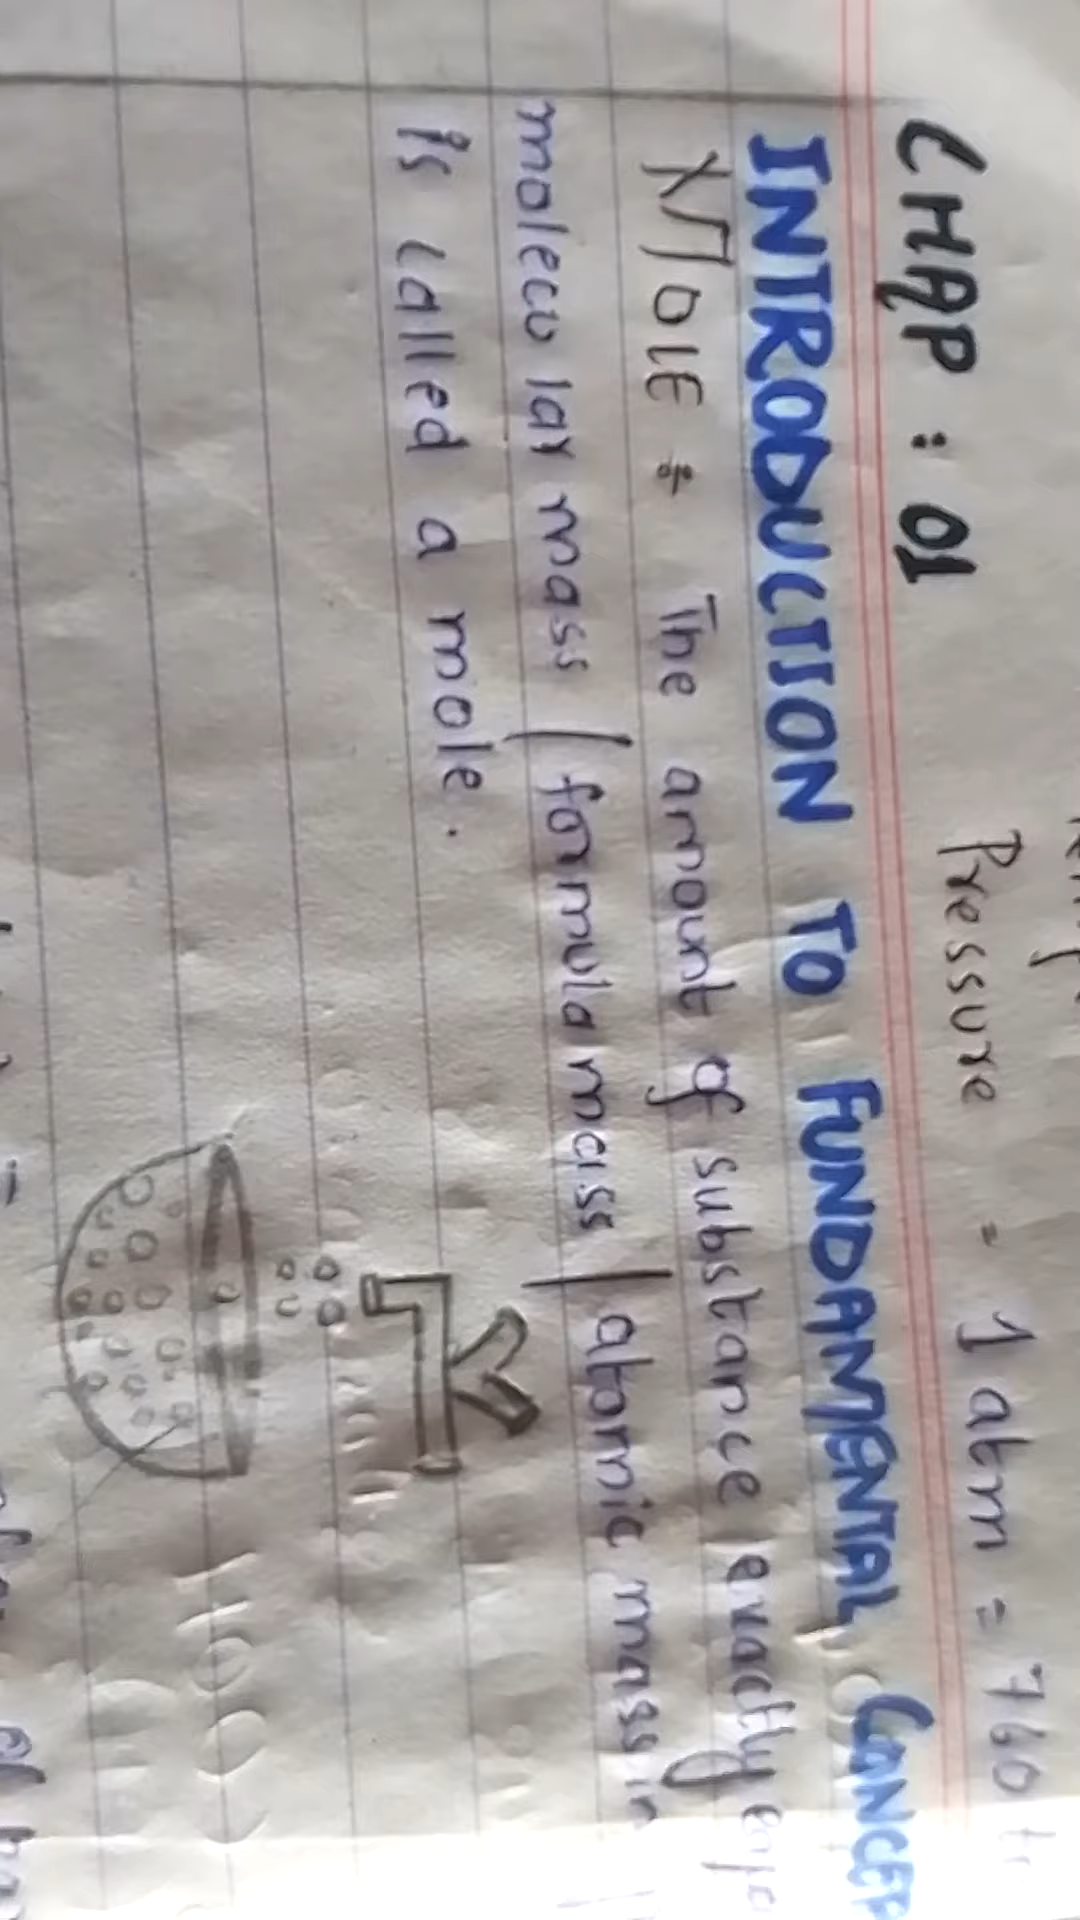 Pressure = 1 atm = 760
CHAP : 01
INTRODUCTION TO FUNDAMENTAL CONCEP
MOLE ÷ The amount of substance exactly
molecular mass / formula mass / atomic mass in
is called a mole.